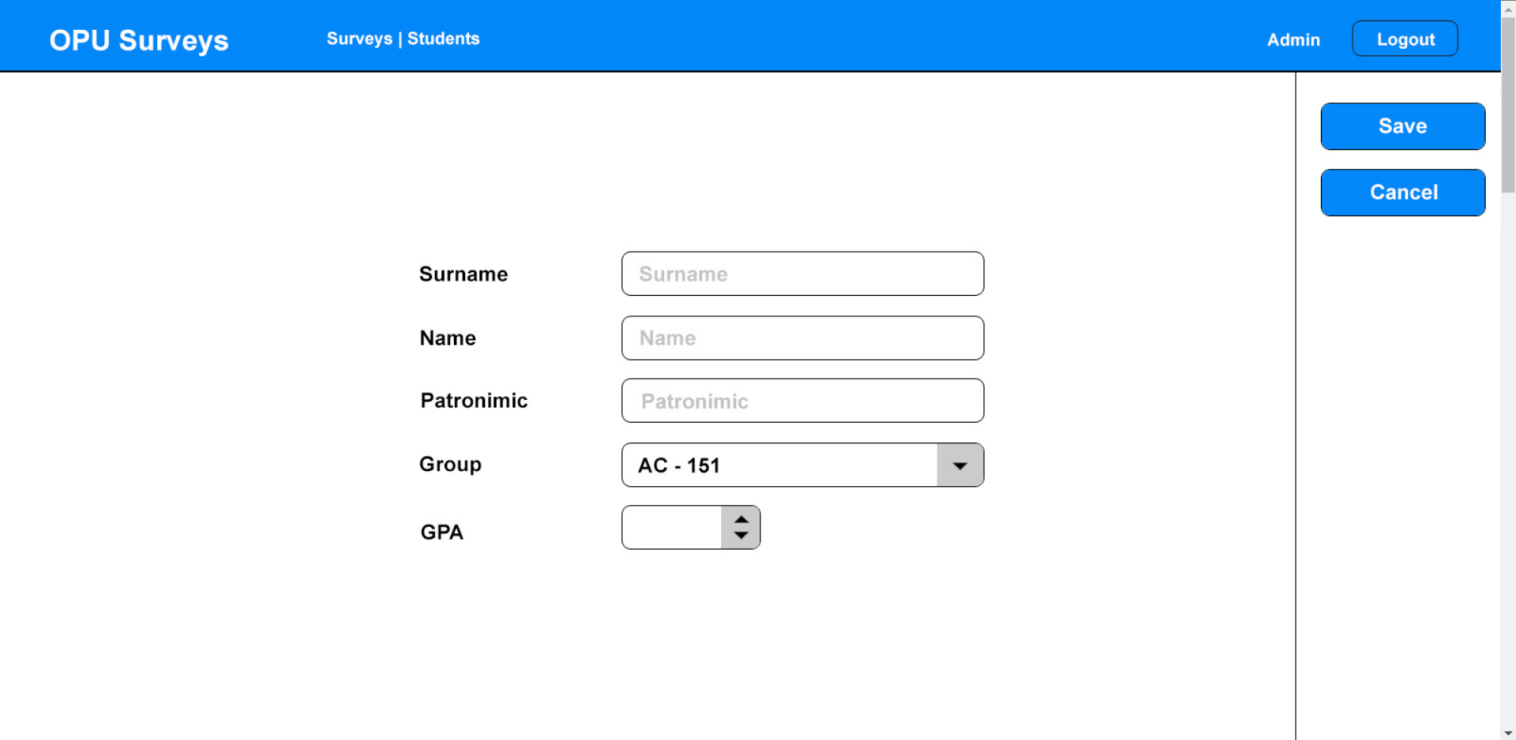 OPU Surveys
Surveys | Students
Admin
Logout
Save
Cancel
Surname
Surname
Name
Name
Patronimic
Patronimic
Group
AC - 151
GPA